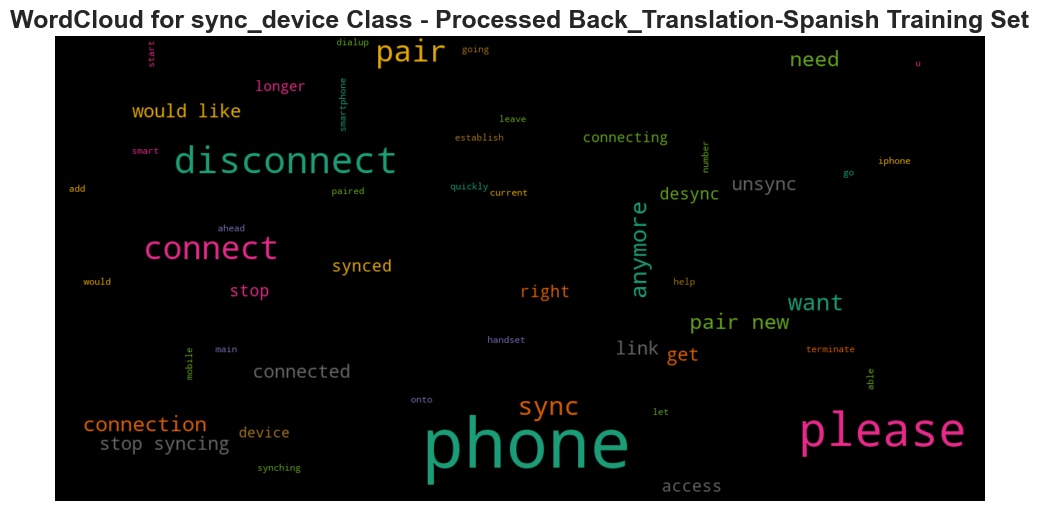 WordCloud for sync_device Class - Processed Back_Translation-Spanish Training Set
start
dialup
pair
going
need
u
longer
smartphone
would like
leave
establish
connecting
number
smart
disconnect
iphone
add
paired
quickly
current
desync
unsync
go
ahead
connect
anymore
synced
would
stop
right
help
want
pair new
mobile
main
handset
link
get
terminate
connected
able
onto
sync
let
connection
stop syncing
device
phone
please
synching
access